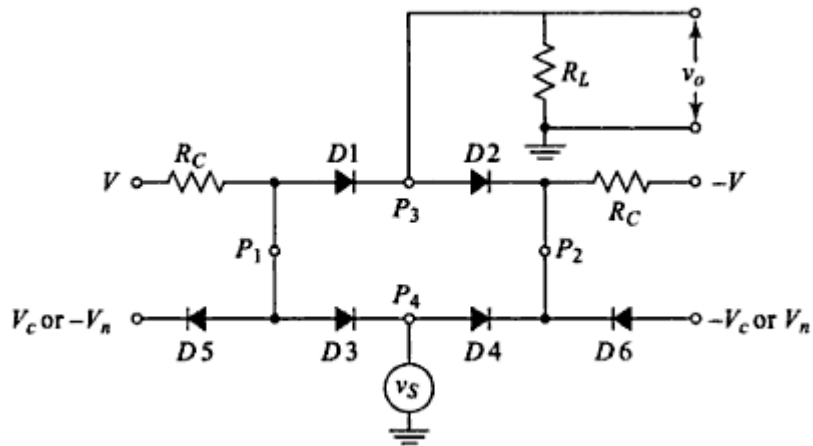 R_L
v_o
D1
D2
V
R_C
P_3
R_C
−V
P_1
P_2
P_4
V_c or −V_n
−V_c or V_n
D5
D3
D4
D6
v_S